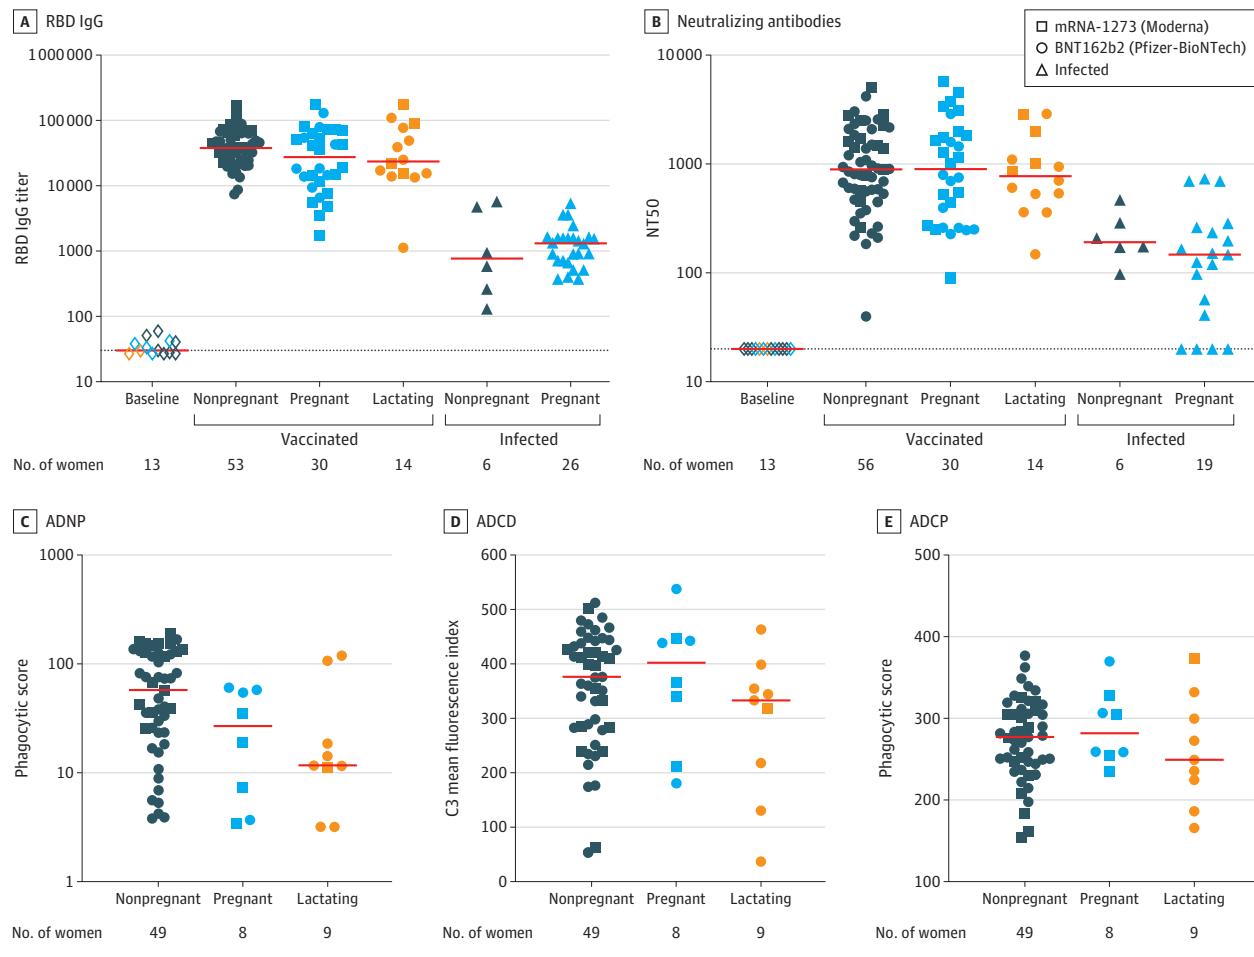 A RBD IgG
1000000
100000
10000
1000
100
10
RBD IgG titer
Baseline Nonpregnant Pregnant Lactating Nonpregnant Pregnant
Vaccinated Infected
No. of women 13 53 30 14 6 26
B Neutralizing antibodies
mRNA-1273 (Moderna)
BNT162b2 (Pfizer-BioNTech)
Infected
10000
1000
100
10
NT50
Baseline Nonpregnant Pregnant Lactating Nonpregnant Pregnant
Vaccinated Infected
No. of women 13 56 30 14 6 19
C ADNP
1000
100
10
1
Phagocytic score
Nonpregnant Pregnant Lactating
No. of women 49 8 9
D ADCD
600
500
400
300
200
100
0
C3 mean fluorescence index
Nonpregnant Pregnant Lactating
No. of women 49 8 9
E ADCP
500
400
300
200
100
Phagocytic score
Nonpregnant Pregnant Lactating
No. of women 49 8 9